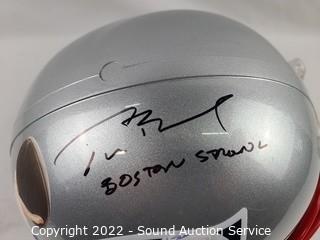 BOSTON STRONG
Copyright 2022 - Sound Auction Service